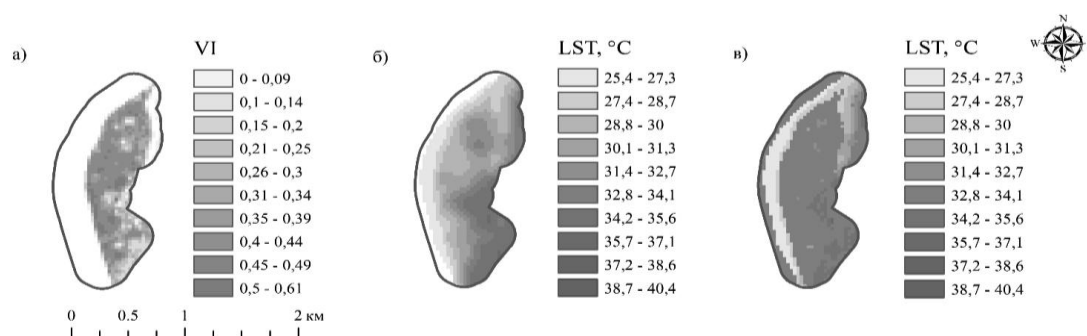 а)
VI
0 - 0,09
0,1 - 0,14
0,15 - 0,2
0,21 - 0,25
0,26 - 0,3
0,31 - 0,34
0,35 - 0,39
0,4 - 0,44
0,45 - 0,49
0,5 - 0,61
0 0.5 1 2 км
б)
LST, °C
25,4 - 27,3
27,4 - 28,7
28,8 - 30
30,1 - 31,3
31,4 - 32,7
32,8 - 34,1
34,2 - 35,6
35,7 - 37,1
37,2 - 38,6
38,7 - 40,4
в)
LST, °C
25,4 - 27,3
27,4 - 28,7
28,8 - 30
30,1 - 31,3
31,4 - 32,7
32,8 - 34,1
34,2 - 35,6
35,7 - 37,1
37,2 - 38,6
38,7 - 40,4
N
W E
S